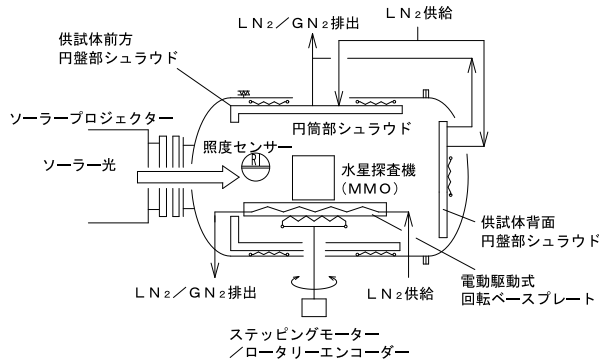 LN2/GN2排出
LN2供給
供試体前方
円盤部シュラウド
ソーラープロジェクター
円筒部シュラウド
照度センサー
RI
ソーラー光
水星探査機
(MMO)
供試体背面
円盤部シュラウド
LN2/GN2排出
LN2供給
電動駆動式
回転ベースプレート
ステッピングモーター
/ロータリーエンコーダー